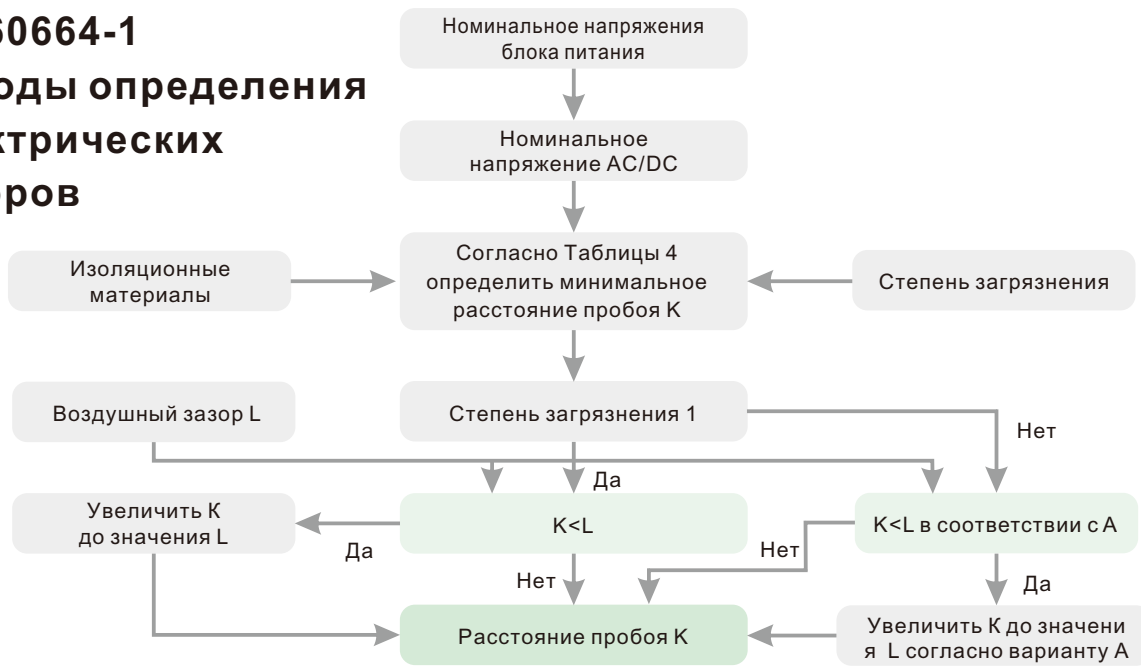 60664-1
оды определения
ктрических
ров
Номинальное напряжения
блока питания
Номинальное
напряжение AC/DC
Изоляционные
материалы
Согласно Таблицы 4
определить минимальное
расстояние пробоя K
Степень загрязнения
Воздушный зазор L
Степень загрязнения 1
Нет
Да
Увеличить K
до значения L
Да
K<L
Нет
K<L в соответствии с A
Нет
Да
Расстояние пробоя K
Увеличить K до значени
я L согласно варианту A